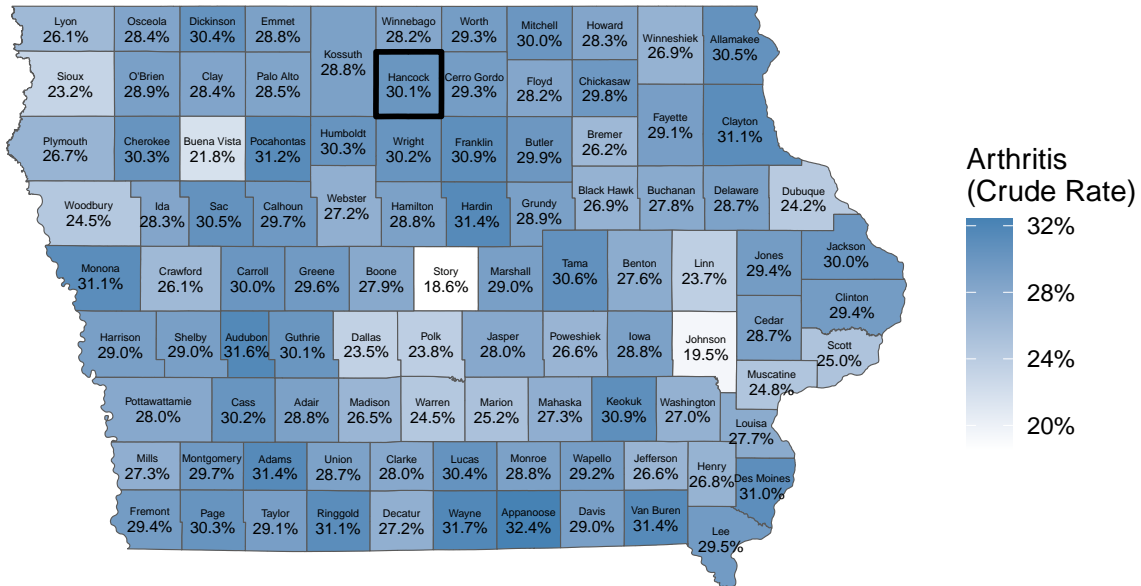 Lyon
26.1%
Osceola
28.4%
Dickinson
30.4%
Emmet
28.8%
Kossuth
28.8%
Winnebago
28.2%
Worth
29.3%
Mitchell
30.0%
Howard
28.3%
Winneshiek
26.9%
Allamakee
30.5%
Sioux
23.2%
O'Brien
28.9%
Clay
28.4%
Palo Alto
28.5%
Hancock
30.1%
Cerro Gordo
29.3%
Floyd
28.2%
Chickasaw
29.8%
Plymouth
26.7%
Cherokee
30.3%
Buena Vista
21.8%
Pocahontas
31.2%
Humboldt
30.3%
Wright
30.2%
Franklin
30.9%
Butler
29.9%
Bremer
26.2%
Fayette
29.1%
Clayton
31.1%
Woodbury
24.5%
Ida
28.3%
Sac
30.5%
Calhoun
29.7%
Webster
27.2%
Hamilton
28.8%
Hardin
31.4%
Grundy
28.9%
Black Hawk
26.9%
Buchanan
27.8%
Delaware
28.7%
Dubuque
24.2%
Monona
31.1%
Crawford
26.1%
Carroll
30.0%
Greene
29.6%
Boone
27.9%
Story
18.6%
Marshall
29.0%
Tama
30.6%
Benton
27.6%
Linn
23.7%
Jones
29.4%
Jackson
30.0%
Clinton
29.4%
Harrison
29.0%
Shelby
29.0%
Audubon
31.6%
Guthrie
30.1%
Dallas
23.5%
Polk
23.8%
Jasper
28.0%
Poweshiek
26.6%
Iowa
28.8%
Johnson
19.5%
Cedar
28.7%
Scott
25.0%
Muscatine
24.8%
Pottawattamie
28.0%
Cass
30.2%
Adair
28.8%
Madison
26.5%
Warren
24.5%
Marion
25.2%
Mahaska
27.3%
Keokuk
30.9%
Washington
27.0%
Louisa
27.7%
Mills
27.3%
Montgomery
29.7%
Adams
31.4%
Union
28.7%
Clarke
28.0%
Lucas
30.4%
Monroe
28.8%
Wapello
29.2%
Jefferson
26.6%
Henry
26.8%
Des Moines
31.0%
Fremont
29.4%
Page
30.3%
Taylor
29.1%
Ringgold
31.1%
Decatur
27.2%
Wayne
31.7%
Appanoose
32.4%
Davis
29.0%
Van Buren
31.4%
Lee
29.5%
Arthritis
(Crude Rate)
32%
28%
24%
20%